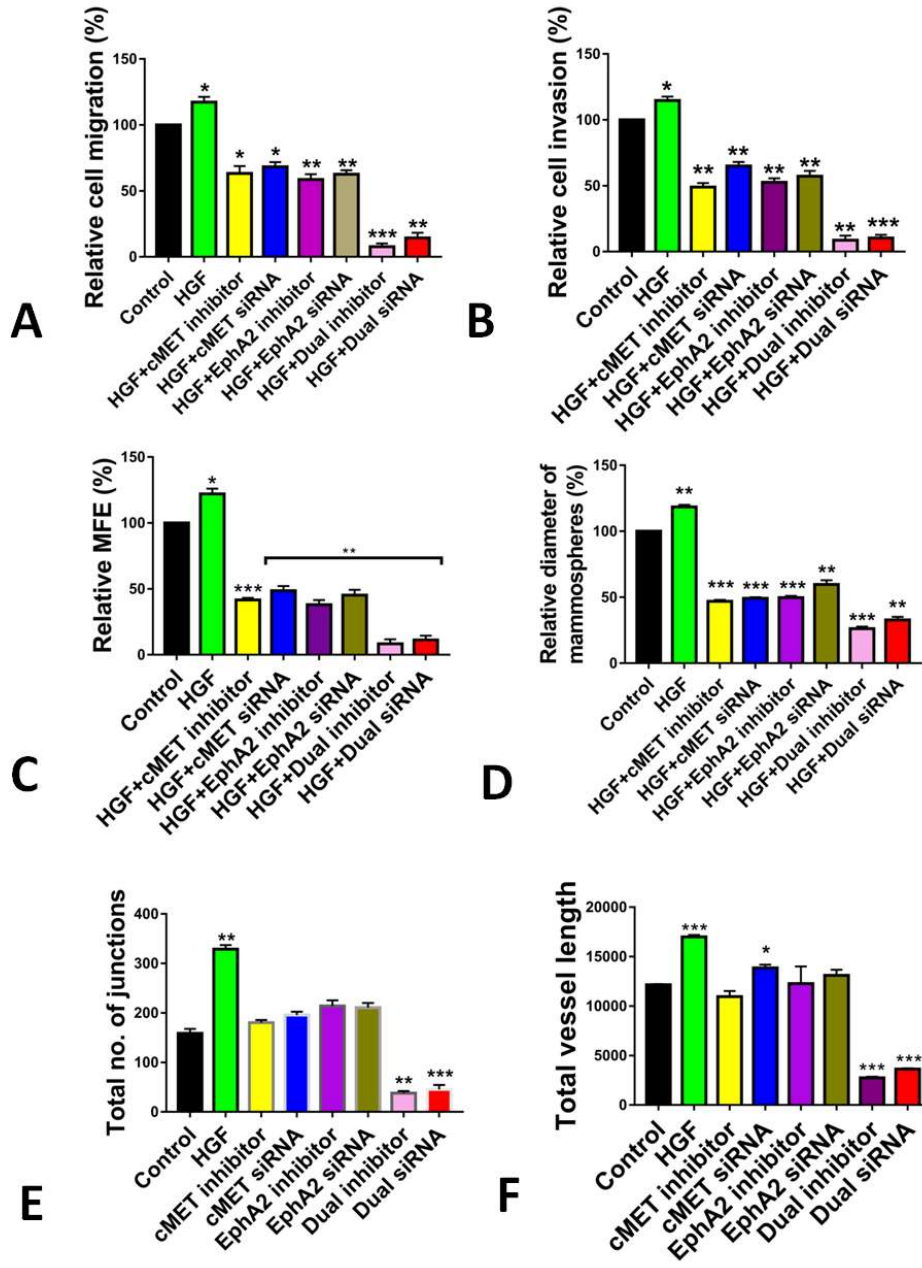 Relative cell migration (%)
150
100
50
0
*
*
*
**
**
***
**
Control
HGF
HGF+cMET inhibitor
HGF+cMET siRNA
HGF+EphA2 inhibitor
HGF+EphA2 siRNA
HGF+Dual inhibitor
HGF+Dual siRNA
A
Relative cell invasion (%)
150
100
50
0
*
**
**
**
**
**
***
Control
HGF
HGF+cMET inhibitor
HGF+cMET siRNA
HGF+EphA2 inhibitor
HGF+EphA2 siRNA
HGF+Dual inhibitor
HGF+Dual siRNA
B
Relative MFE (%)
150
100
50
0
*
***
**
Control
HGF
HGF+cMET inhibitor
HGF+cMET siRNA
HGF+EphA2 inhibitor
HGF+EphA2 siRNA
HGF+Dual inhibitor
HGF+Dual siRNA
C
Relative diameter of
mammospheres (%)
150
100
50
0
**
***
***
***
**
***
**
Control
HGF
HGF+cMET inhibitor
HGF+cMET siRNA
HGF+EphA2 inhibitor
HGF+EphA2 siRNA
HGF+Dual inhibitor
HGF+Dual siRNA
D
Total no. of junctions
400
300
200
100
0
**
**
***
Control
HGF
cMET inhibitor
cMET siRNA
EphA2 inhibitor
EphA2 siRNA
Dual inhibitor
Dual siRNA
E
Total vessel length
20000
15000
10000
5000
0
***
*
***
***
Control
HGF
cMET inhibitor
cMET siRNA
EphA2 inhibitor
EphA2 siRNA
Dual inhibitor
Dual siRNA
F